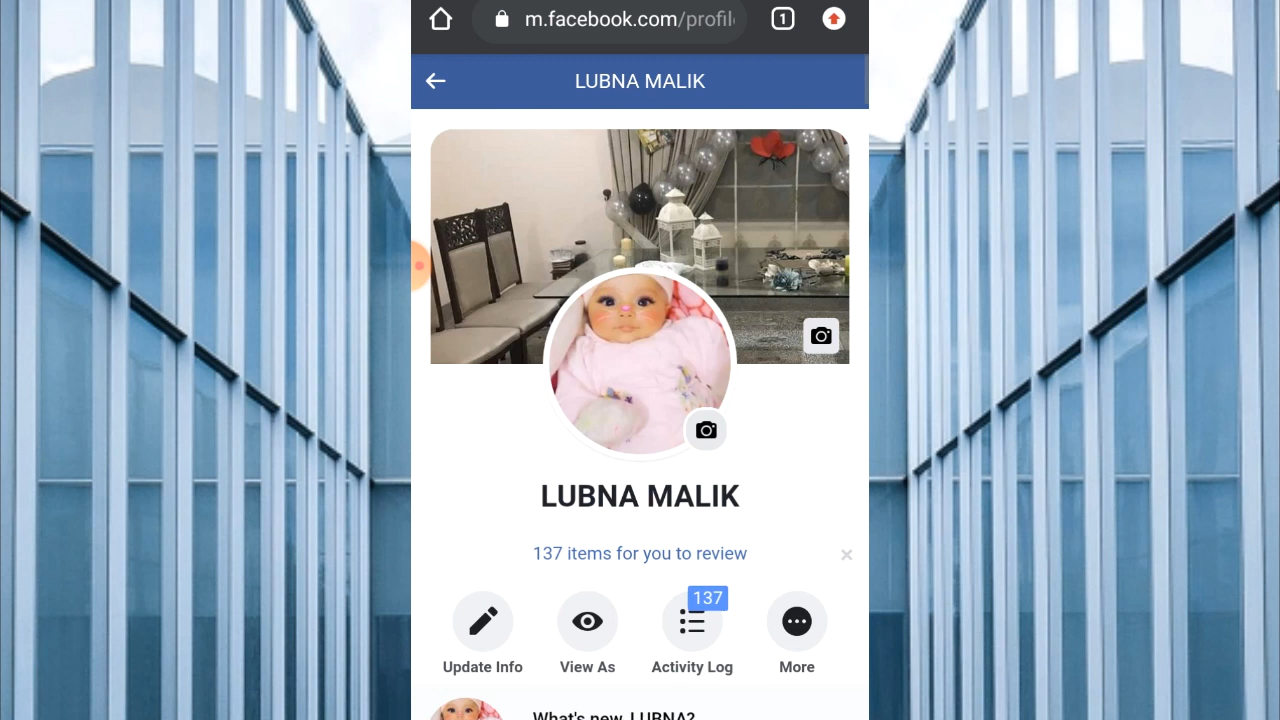 m.facebook.com/profil
1
LUBNA MALIK
LUBNA MALIK
137 items for you to review
137
Update Info
View As
Activity Log
More
What's new, LUBNA?